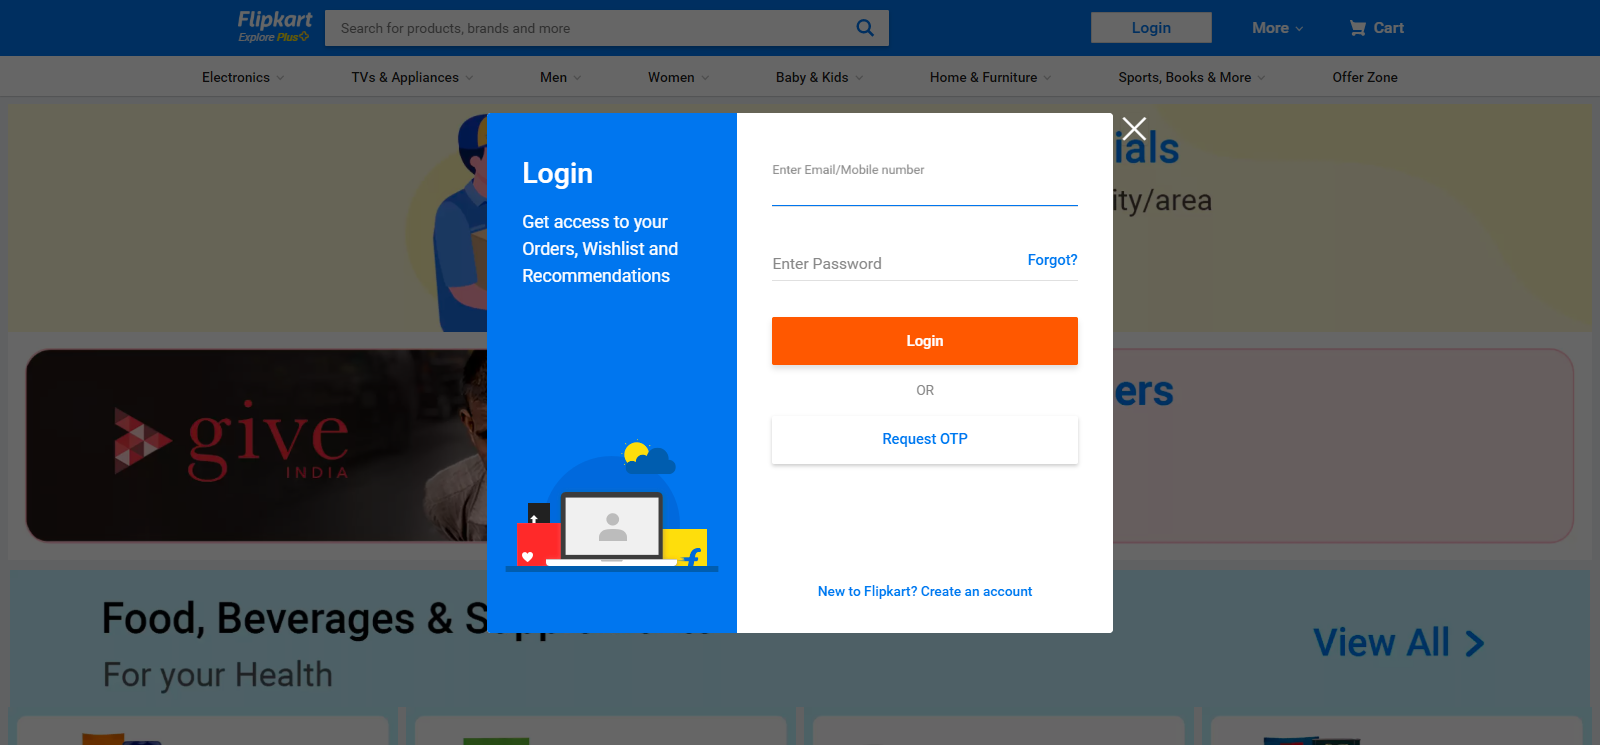 Flipkart
Explore Plus
Search for products, brands and more
Login
More
Cart
Electronics
TVs & Appliances
Men
Women
Baby & Kids
Home & Furniture
Sports, Books & More
Offer Zone
ials
ity/area
Login
Get access to your
Orders, Wishlist and
Recommendations
Enter Email/Mobile number
Enter Password
Forgot?
Login
OR
Request OTP
New to Flipkart? Create an account
give
INDIA
ers
Food, Beverages & S
For your Health
View All